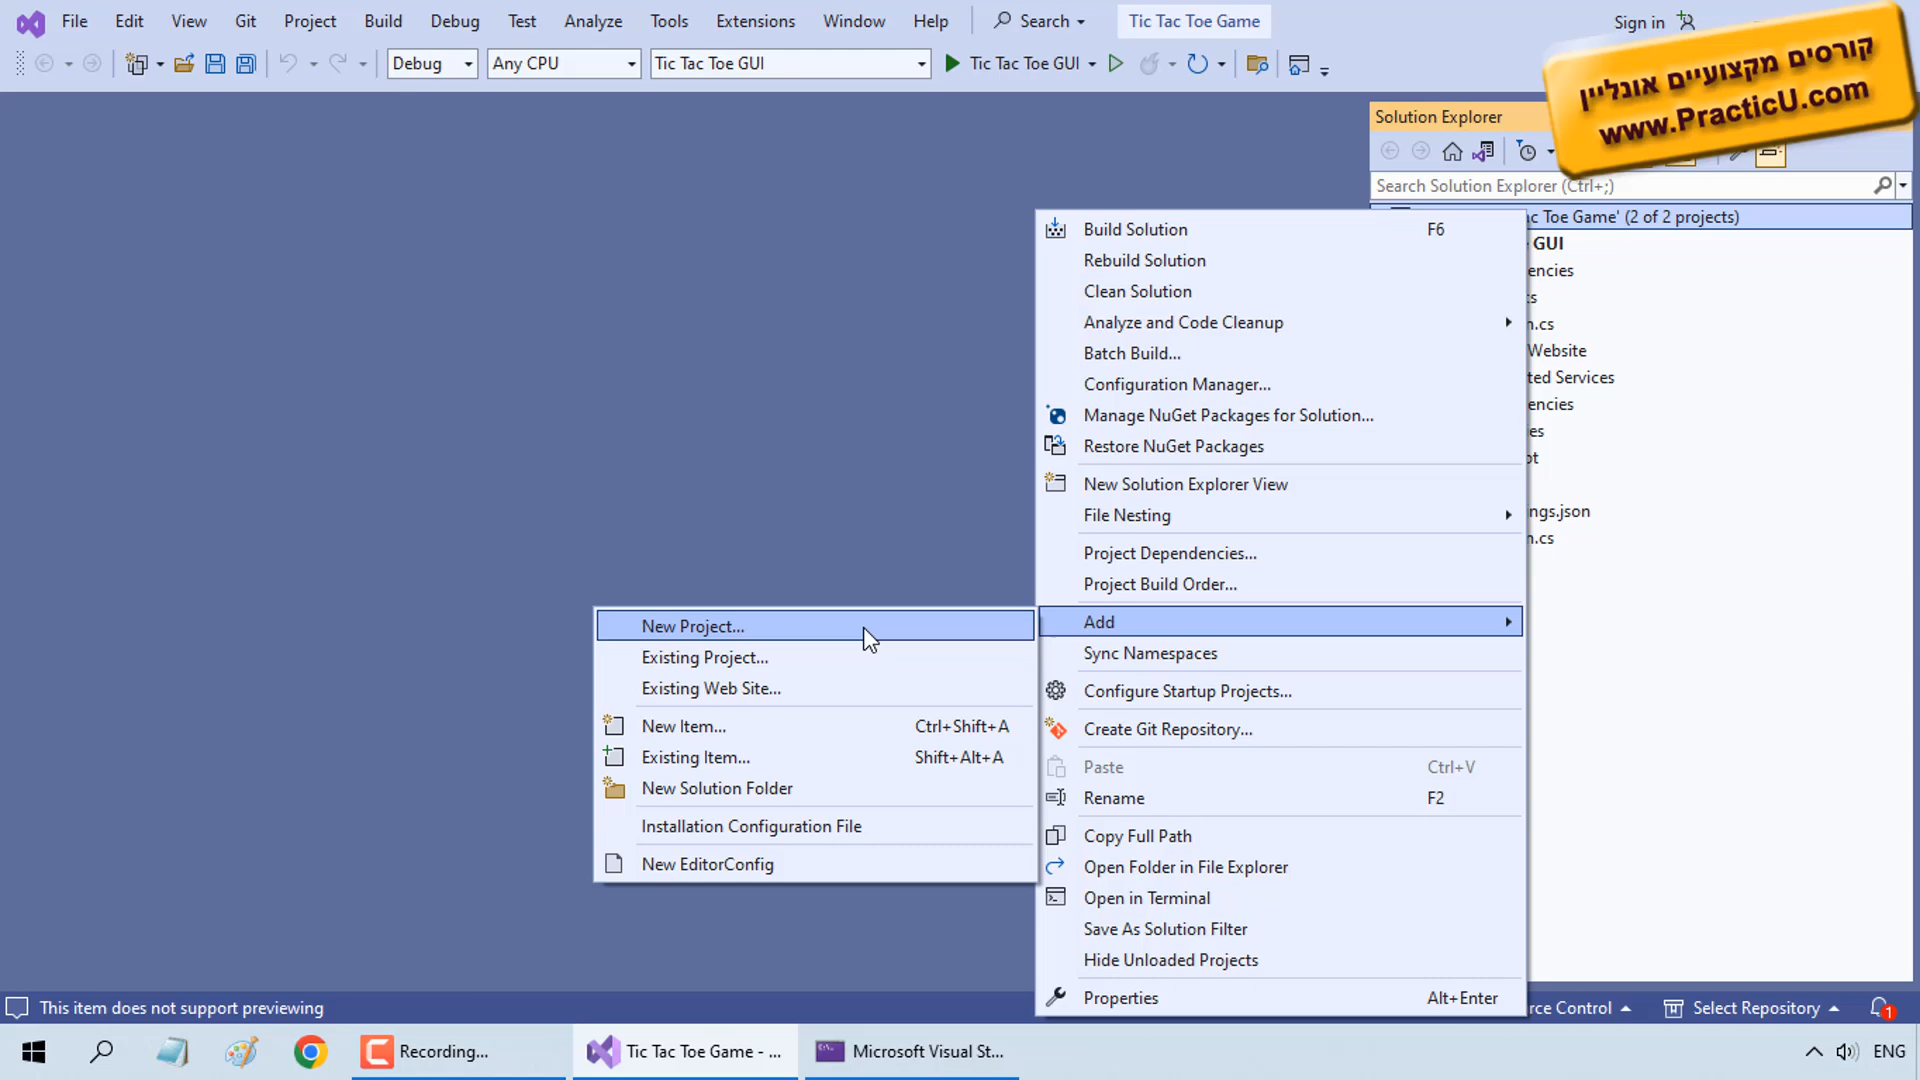 File Edit View Git Project Build Debug Test Analyze Tools Extensions Window Help Search Tic Tac Toe Game Sign in
Debug Any CPU Tic Tac Toe GUI Tic Tac Toe GUI
קורסים מקצועיים אונליין
www.PracticU.com
Solution Explorer
Search Solution Explorer (Ctrl+;)
c Toe Game' (2 of 2 projects)
GUI
encies
cs
n.cs
Website
ted Services
encies
es
ot
ngs.json
n.cs
Build Solution F6
Rebuild Solution
Clean Solution
Analyze and Code Cleanup
Batch Build...
Configuration Manager...
Manage NuGet Packages for Solution...
Restore NuGet Packages
New Solution Explorer View
File Nesting
Project Dependencies...
Project Build Order...
Add
Sync Namespaces
Configure Startup Projects...
Create Git Repository...
Paste Ctrl+V
Rename F2
Copy Full Path
Open Folder in File Explorer
Open in Terminal
Save As Solution Filter
Hide Unloaded Projects
Properties Alt+Enter
New Project...
Existing Project...
Existing Web Site...
New Item... Ctrl+Shift+A
Existing Item... Shift+Alt+A
New Solution Folder
Installation Configuration File
New EditorConfig
This item does not support previewing
rce Control Select Repository 1
Recording... Tic Tac Toe Game - ... Microsoft Visual St... ENG